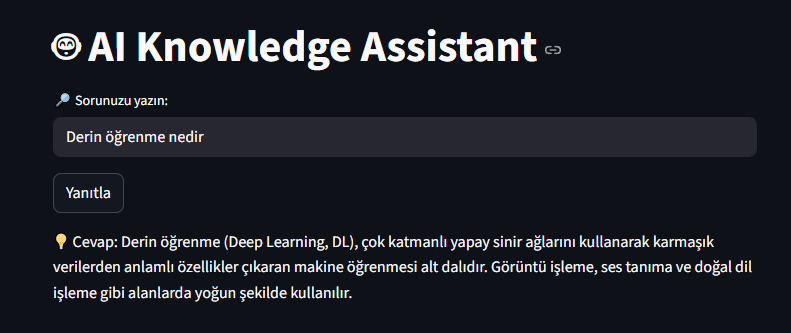 AI Knowledge Assistant
🔎 Sorunuzu yazın:
Derin öğrenme nedir
Yanıtla
💡 Cevap: Derin öğrenme (Deep Learning, DL), çok katmanlı yapay sinir ağlarını kullanarak karmaşık
verilerden anlamlı özellikler çıkaran makine öğrenmesi alt dalıdır. Görüntü işleme, ses tanıma ve doğal dil
işleme gibi alanlarda yoğun şekilde kullanılır.